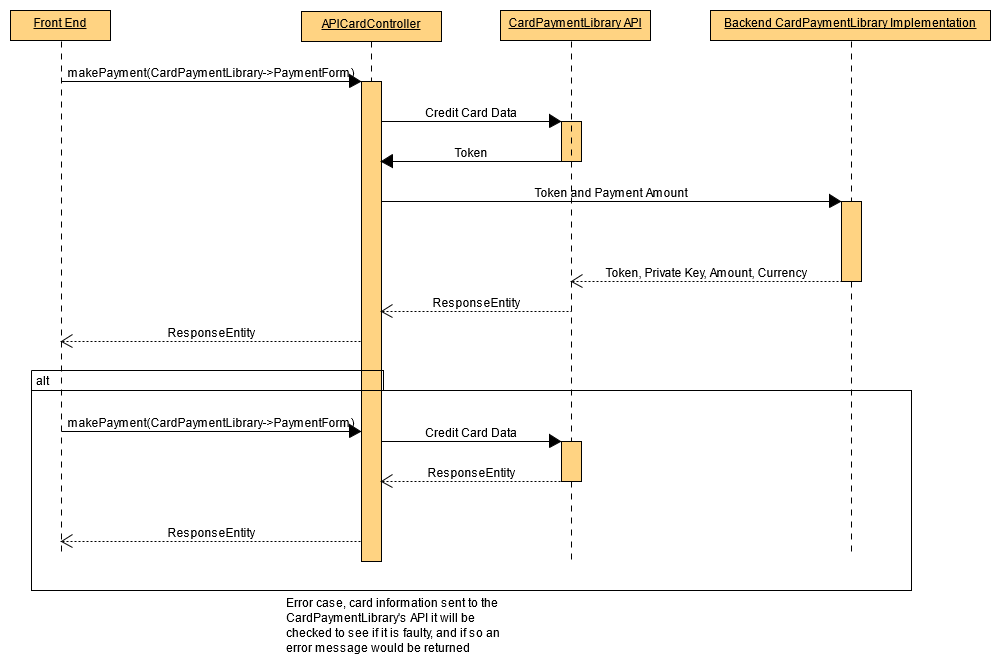 Front End
APICardController
CardPaymentLibrary API
Backend CardPaymentLibrary Implementation
makePayment(CardPaymentLibrary->PaymentForm)
Credit Card Data
Token
Token and Payment Amount
Token, Private Key, Amount, Currency
ResponseEntity
ResponseEntity
alt
makePayment(CardPaymentLibrary->PaymentForm)
Credit Card Data
ResponseEntity
ResponseEntity
Error case, card information sent to the
CardPaymentLibrary's API it will be
checked to see if it is faulty, and if so an
error message would be returned